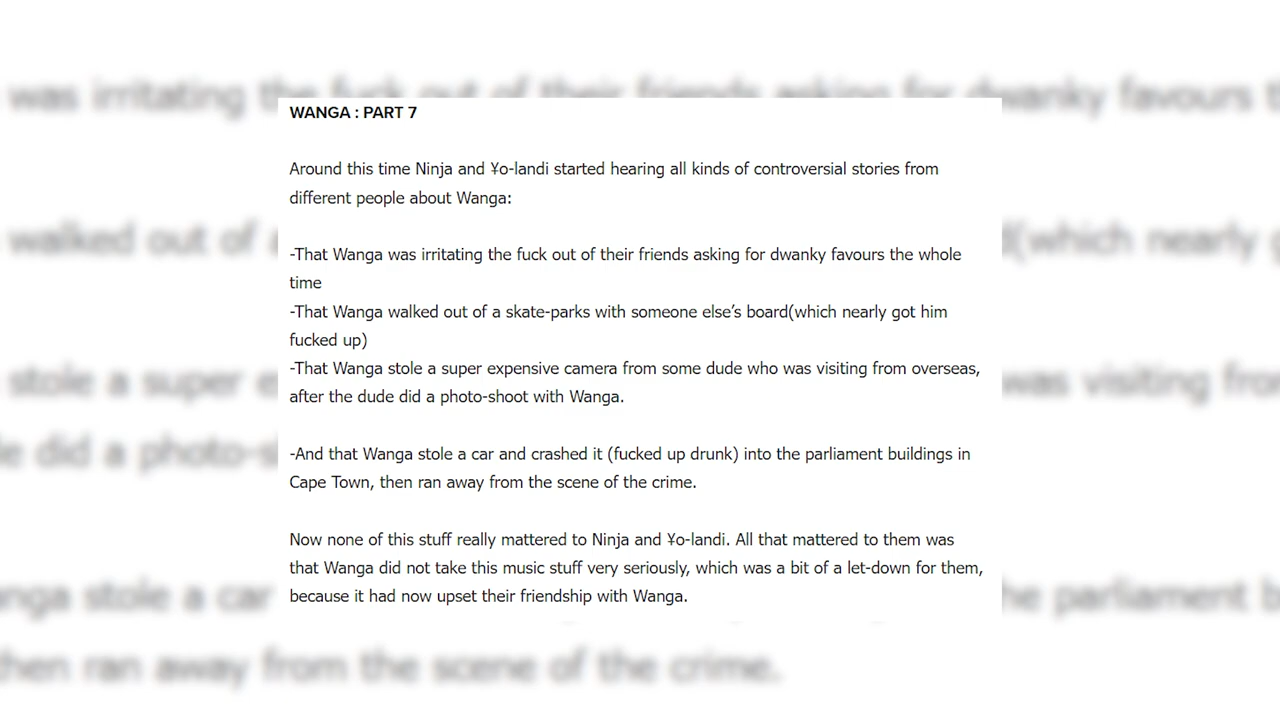 WANGA : PART 7
Around this time Ninja and ¥o-landi started hearing all kinds of controversial stories from
different people about Wanga:
-That Wanga was irritating the fuck out of their friends asking for dwanky favours the whole
time
-That Wanga walked out of a skate-parks with someone else’s board(which nearly got him
fucked up)
-That Wanga stole a super expensive camera from some dude who was visiting from overseas,
after the dude did a photo-shoot with Wanga.
-And that Wanga stole a car and crashed it (fucked up drunk) into the parliament buildings in
Cape Town, then ran away from the scene of the crime.
Now none of this stuff really mattered to Ninja and ¥o-landi. All that mattered to them was
that Wanga did not take this music stuff very seriously, which was a bit of a let-down for them,
because it had now upset their friendship with Wanga.